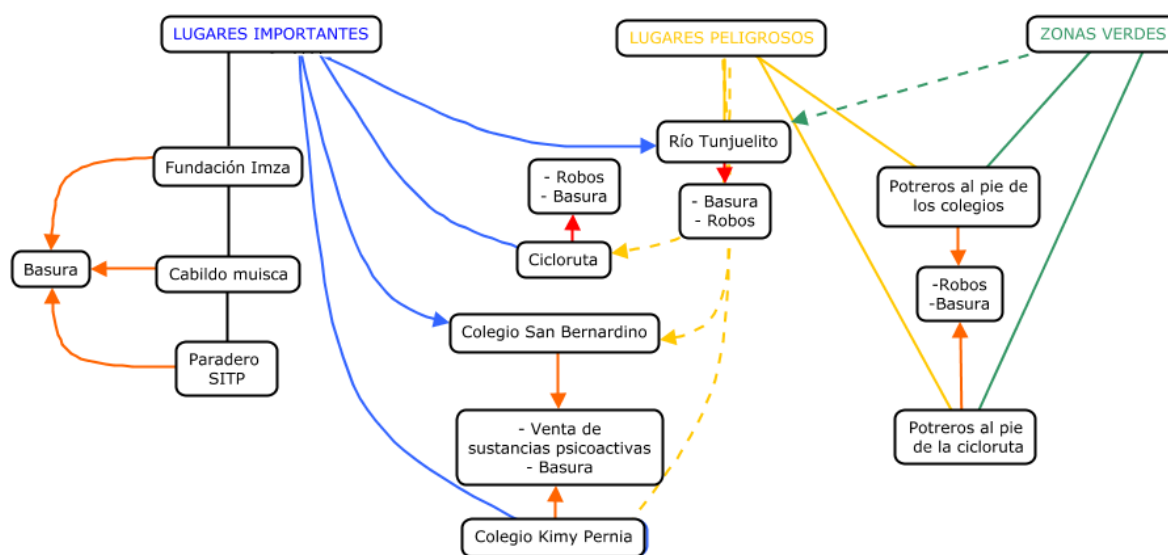 LUGARES IMPORTANTES
LUGARES PELIGROSOS
ZONAS VERDES
Río Tunjuelito
Fundación Imza
- Robos
- Basura
Potreros al pie de
los colegios
- Basura
- Robos
Cicloruta
Basura
Cabildo muisca
-Robos
-Basura
Colegio San Bernardino
Paradero
SITP
- Venta de
sustancias psicoactivas
- Basura
Potreros al pie
de la cicloruta
Colegio Kimy Pernia